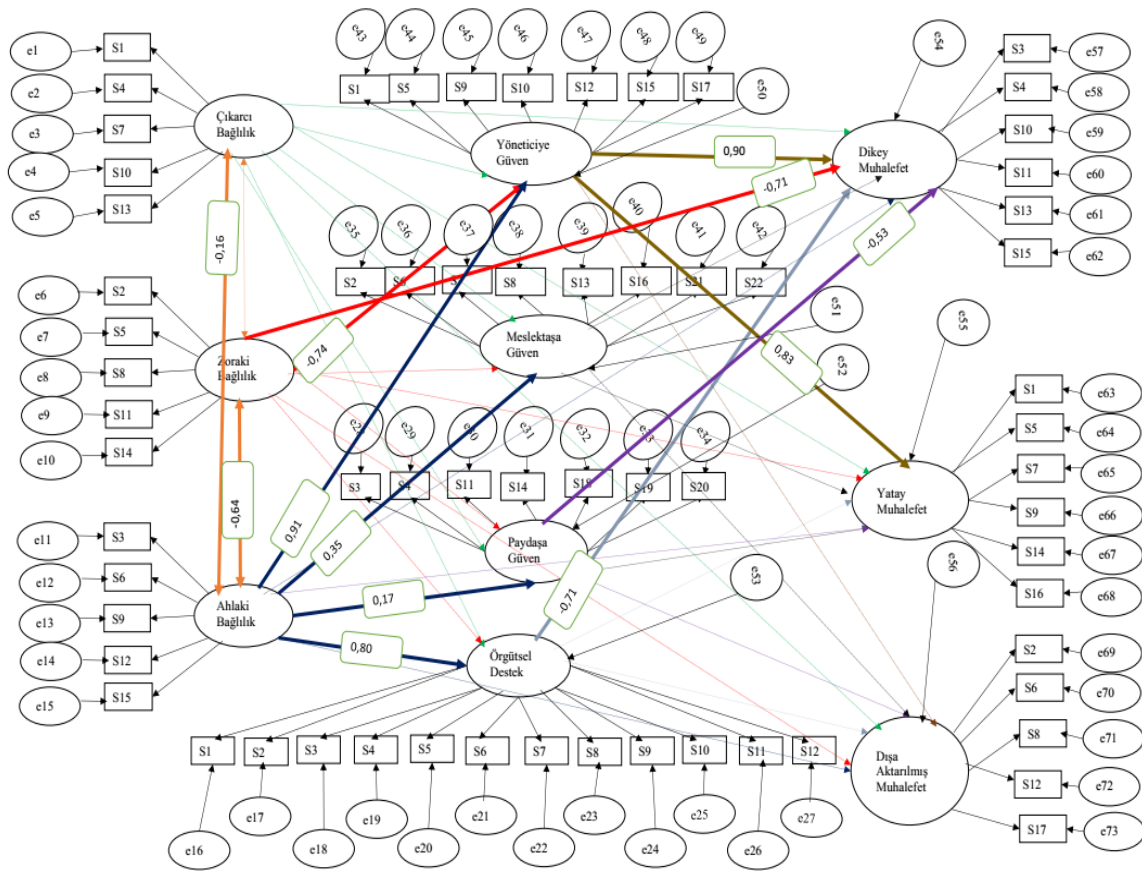 e1
S1
e2
S4
e3
S7
e4
S10
e5
S13
Çıkarcı
Bağlılık
e6
S2
e7
S5
e8
S8
e9
S11
e10
S14
Zoraki
Bağlılık
e11
S3
e12
S6
e13
S9
e14
S12
e15
S15
Ahlaki
Bağlılık
-0,16
-0,64
e43
e44
e45
e46
e47
e48
e49
e50
S1
S5
S9
S10
S12
S15
S17
Yöneticiye
Güven
0,90
-0,71
-0,74
-0,53
e35
e36
e37
e38
e39
e40
e41
e42
S2
S8
S13
S16
S21
S22
Meslektaşa
Güven
e51
e52
0,83
e29
e31
e32
e33
e34
S3
S4
S11
S14
S18
S19
S20
Paydaşa
Güven
0,91
0,35
0,17
0,80
-0,71
e53
Örgütsel
Destek
S1
S2
S3
S4
S5
S6
S7
S8
S9
S10
S11
S12
e16
e17
e18
e19
e20
e21
e22
e23
e24
e25
e26
e27
e54
Dikey
Muhalefet
S3
e57
S4
e58
S10
e59
S11
e60
S13
e61
S15
e62
e55
Yatay
Muhalefet
S1
e63
S5
e64
S7
e65
S9
e66
S14
e67
S16
e68
e56
Dışa
Aktarılmış
Muhalefet
S2
e69
S6
e70
S8
e71
S12
e72
S17
e73